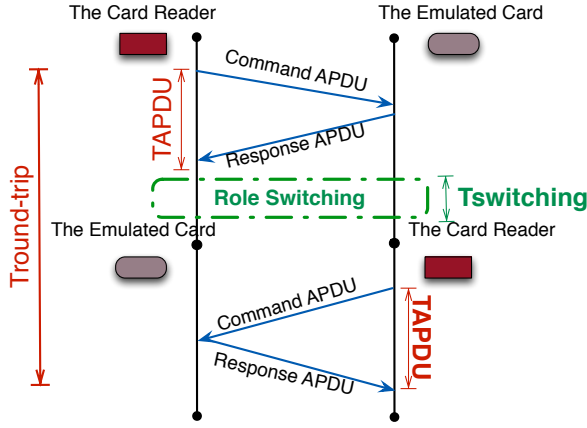 The Card Reader
The Emulated Card
Command APDU
TAPDU
Response APDU
Role Switching
Tswitching
Tround-trip
The Emulated Card
The Card Reader
Command APDU
TAPDU
Response APDU